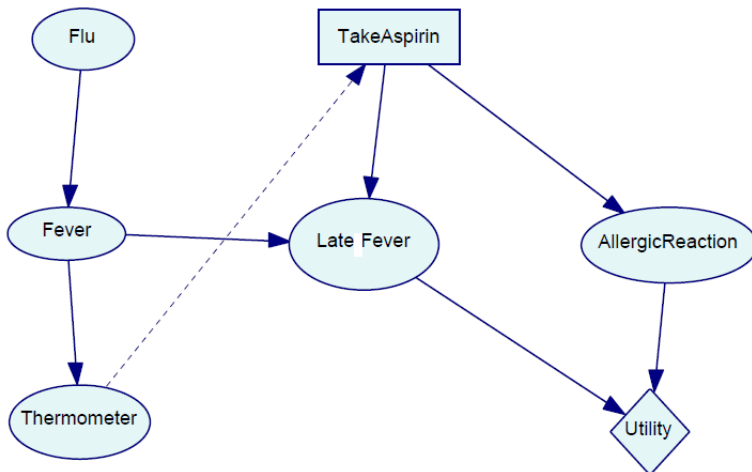 Flu
TakeAspirin
Fever
Late Fever
AllergicReaction
Thermometer
Utility